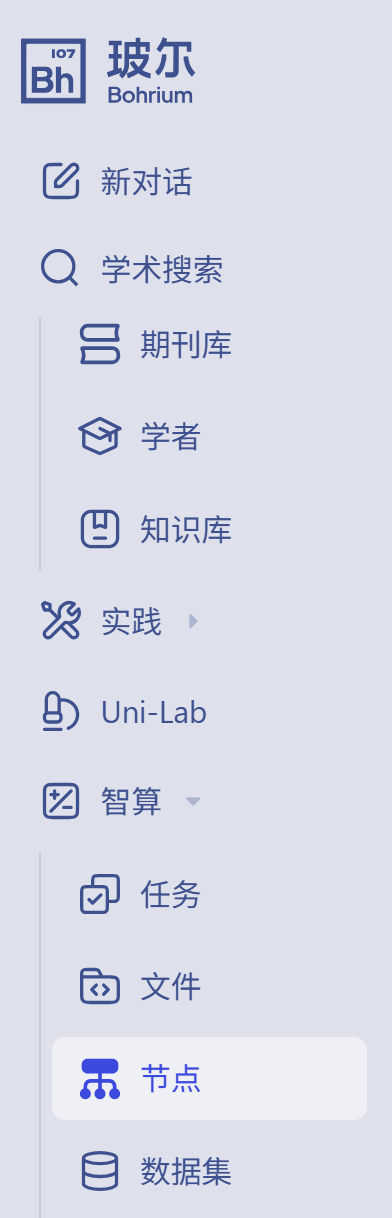 107
Bh
玻尔
Bohrium
新对话
学术搜索
期刊库
学者
知识库
实践
Uni-Lab
智算
任务
文件
节点
数据集